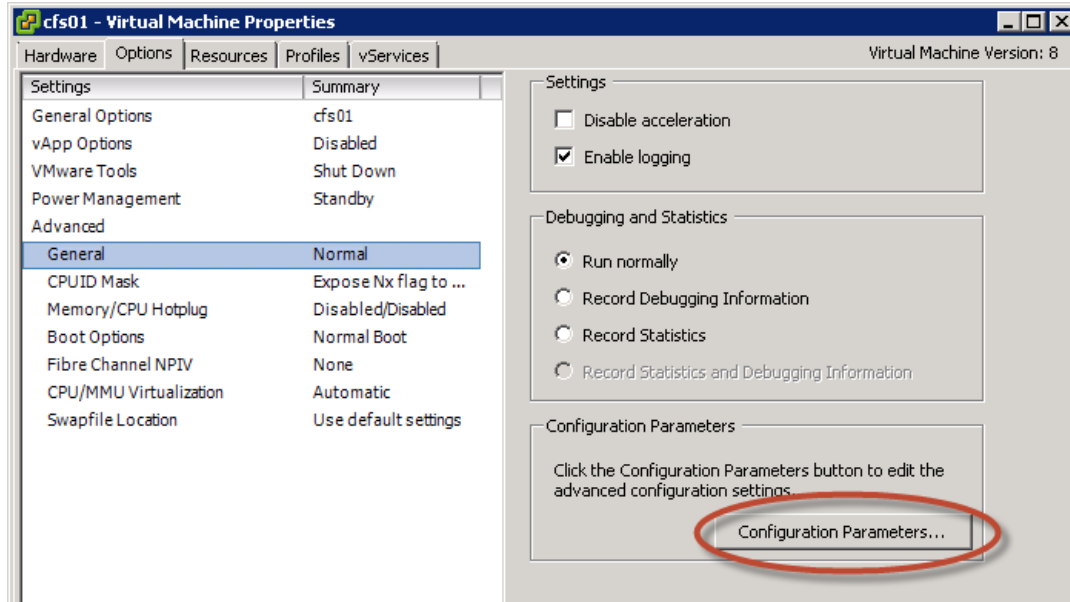 cfs01 - Virtual Machine Properties
Hardware Options Resources Profiles vServices Virtual Machine Version: 8
Settings Summary
General Options cfs01
vApp Options Disabled
VMware Tools Shut Down
Power Management Standby
Advanced
General Normal
CPUID Mask Expose Nx flag to ...
Memory/CPU Hotplug Disabled/Disabled
Boot Options Normal Boot
Fibre Channel NPIV None
CPU/MMU Virtualization Automatic
Swapfile Location Use default settings
Settings
Disable acceleration
Enable logging
Debugging and Statistics
Run normally
Record Debugging Information
Record Statistics
Record Statistics and Debugging Information
Configuration Parameters
Click the Configuration Parameters button to edit the
advanced configuration settings.
Configuration Parameters...